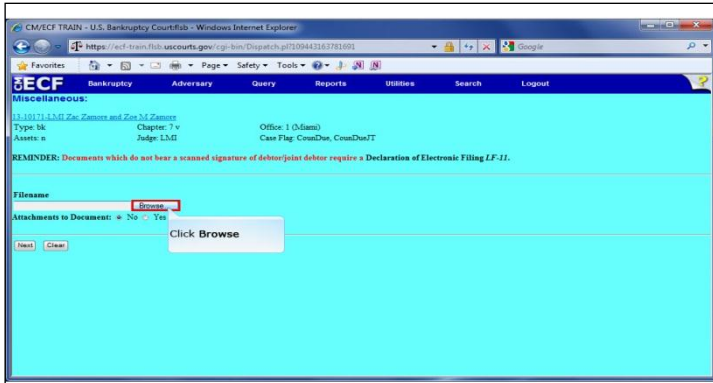 CM/ECF TRAIN - U.S. Bankruptcy Court:flsb - Windows Internet Explorer
https://ecf-train.flsb.uscourts.gov/cgi-bin/Dispatch.pl?109443163781691
Google
Favorites Page Safety Tools
ECF Bankruptcy Adversary Query Reports Utilities Search Logout ?
Miscellaneous:
13-10171-LMI Zac Zamore and Zoe M Zamore
Type: bk Chapter: 7 v Office: 1 (Miami)
Assets: n Judge: LMI Case Flag: CounDue, CounDueJT
REMINDER: Documents which do not bear a scanned signature of debtor/joint debtor require a Declaration of Electronic Filing LF-11.
Filename
Browse...
Attachments to Document: No Yes
Click Browse
Next Clear